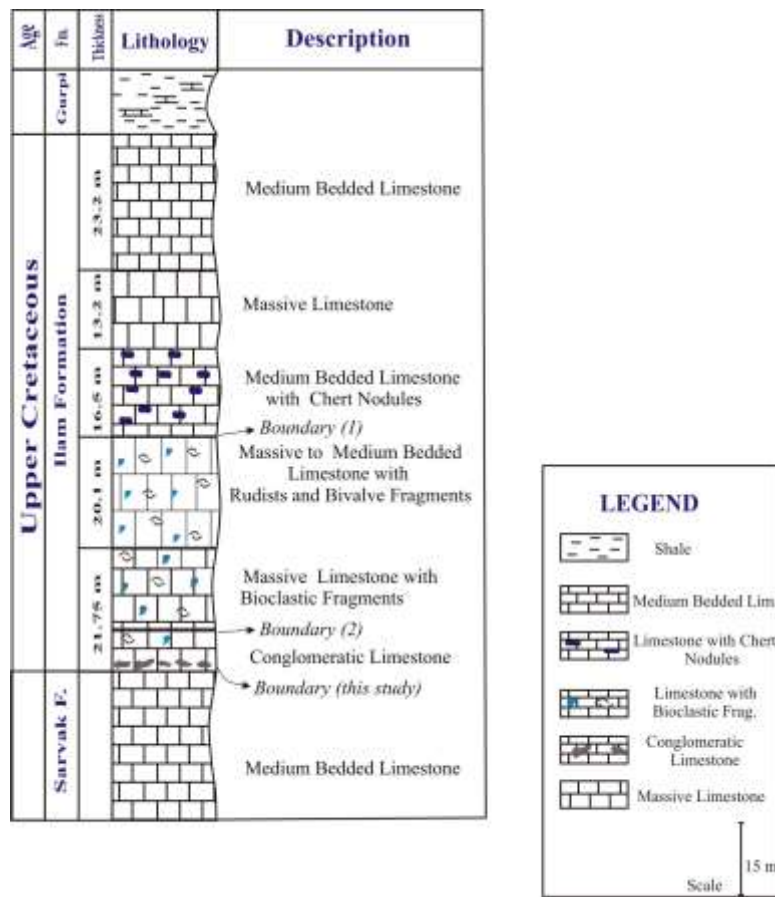 Age
Fn.
Thickness
Lithology
Description
Gurpi
Upper Cretaceous
Ilam Formation
23.2 m
Medium Bedded Limestone
13.2 m
Massive Limestone
16.5 m
Medium Bedded Limestone
with Chert Nodules
Boundary (1)
20.1 m
Massive to Medium Bedded
Limestone with
Rudists and Bivalve Fragments
21.75 m
Massive Limestone with
Bioclastic Fragments
Boundary (2)
Conglomeratic Limestone
Boundary (this study)
Sarvak F.
Medium Bedded Limestone
LEGEND
Shale
Medium Bedded Lim
Limestone with Chert
Nodules
Limestone with
Bioclastic Frag.
Conglomeratic
Limestone
Massive Limestone
15 m
Scale